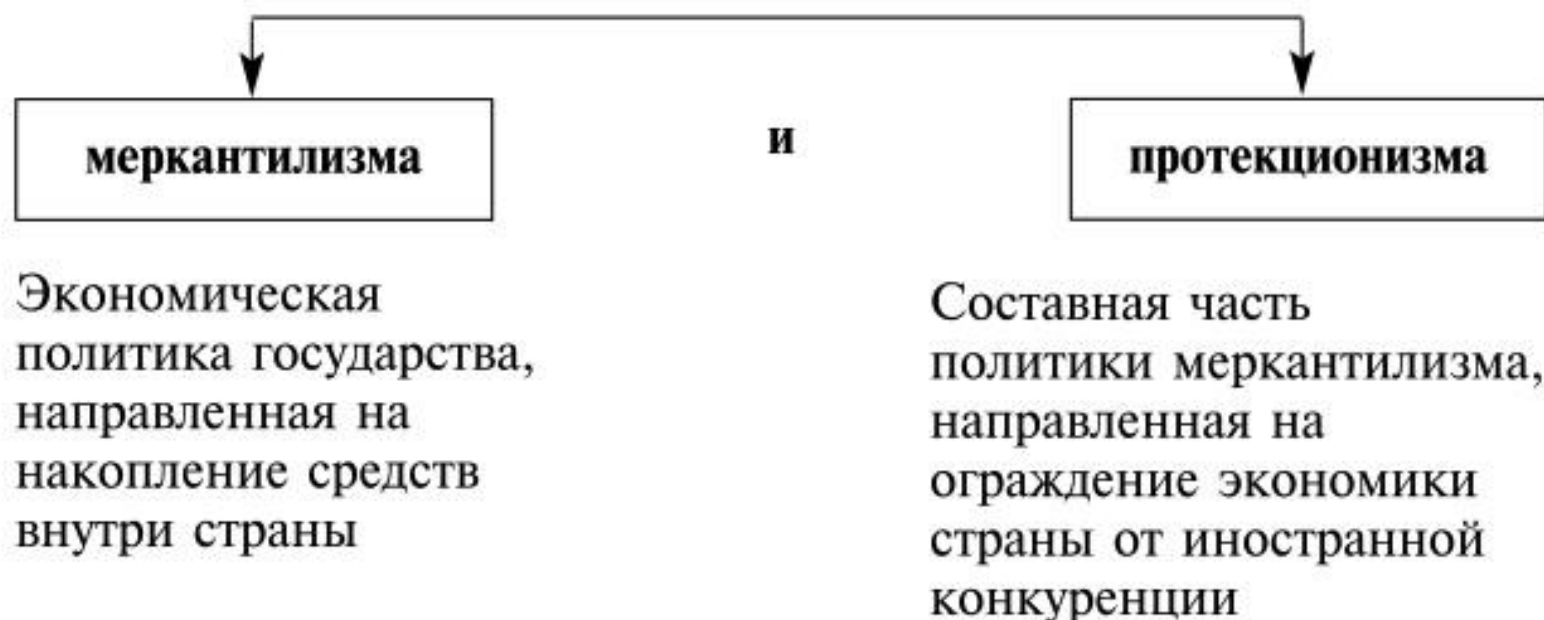 меркантилизма
и
протекционизма
Экономическая
политика государства,
направленная на
накопление средств
внутри страны
Составная часть
политики меркантилизма,
направленная на
ограждение экономики
страны от иностранной
конкуренции